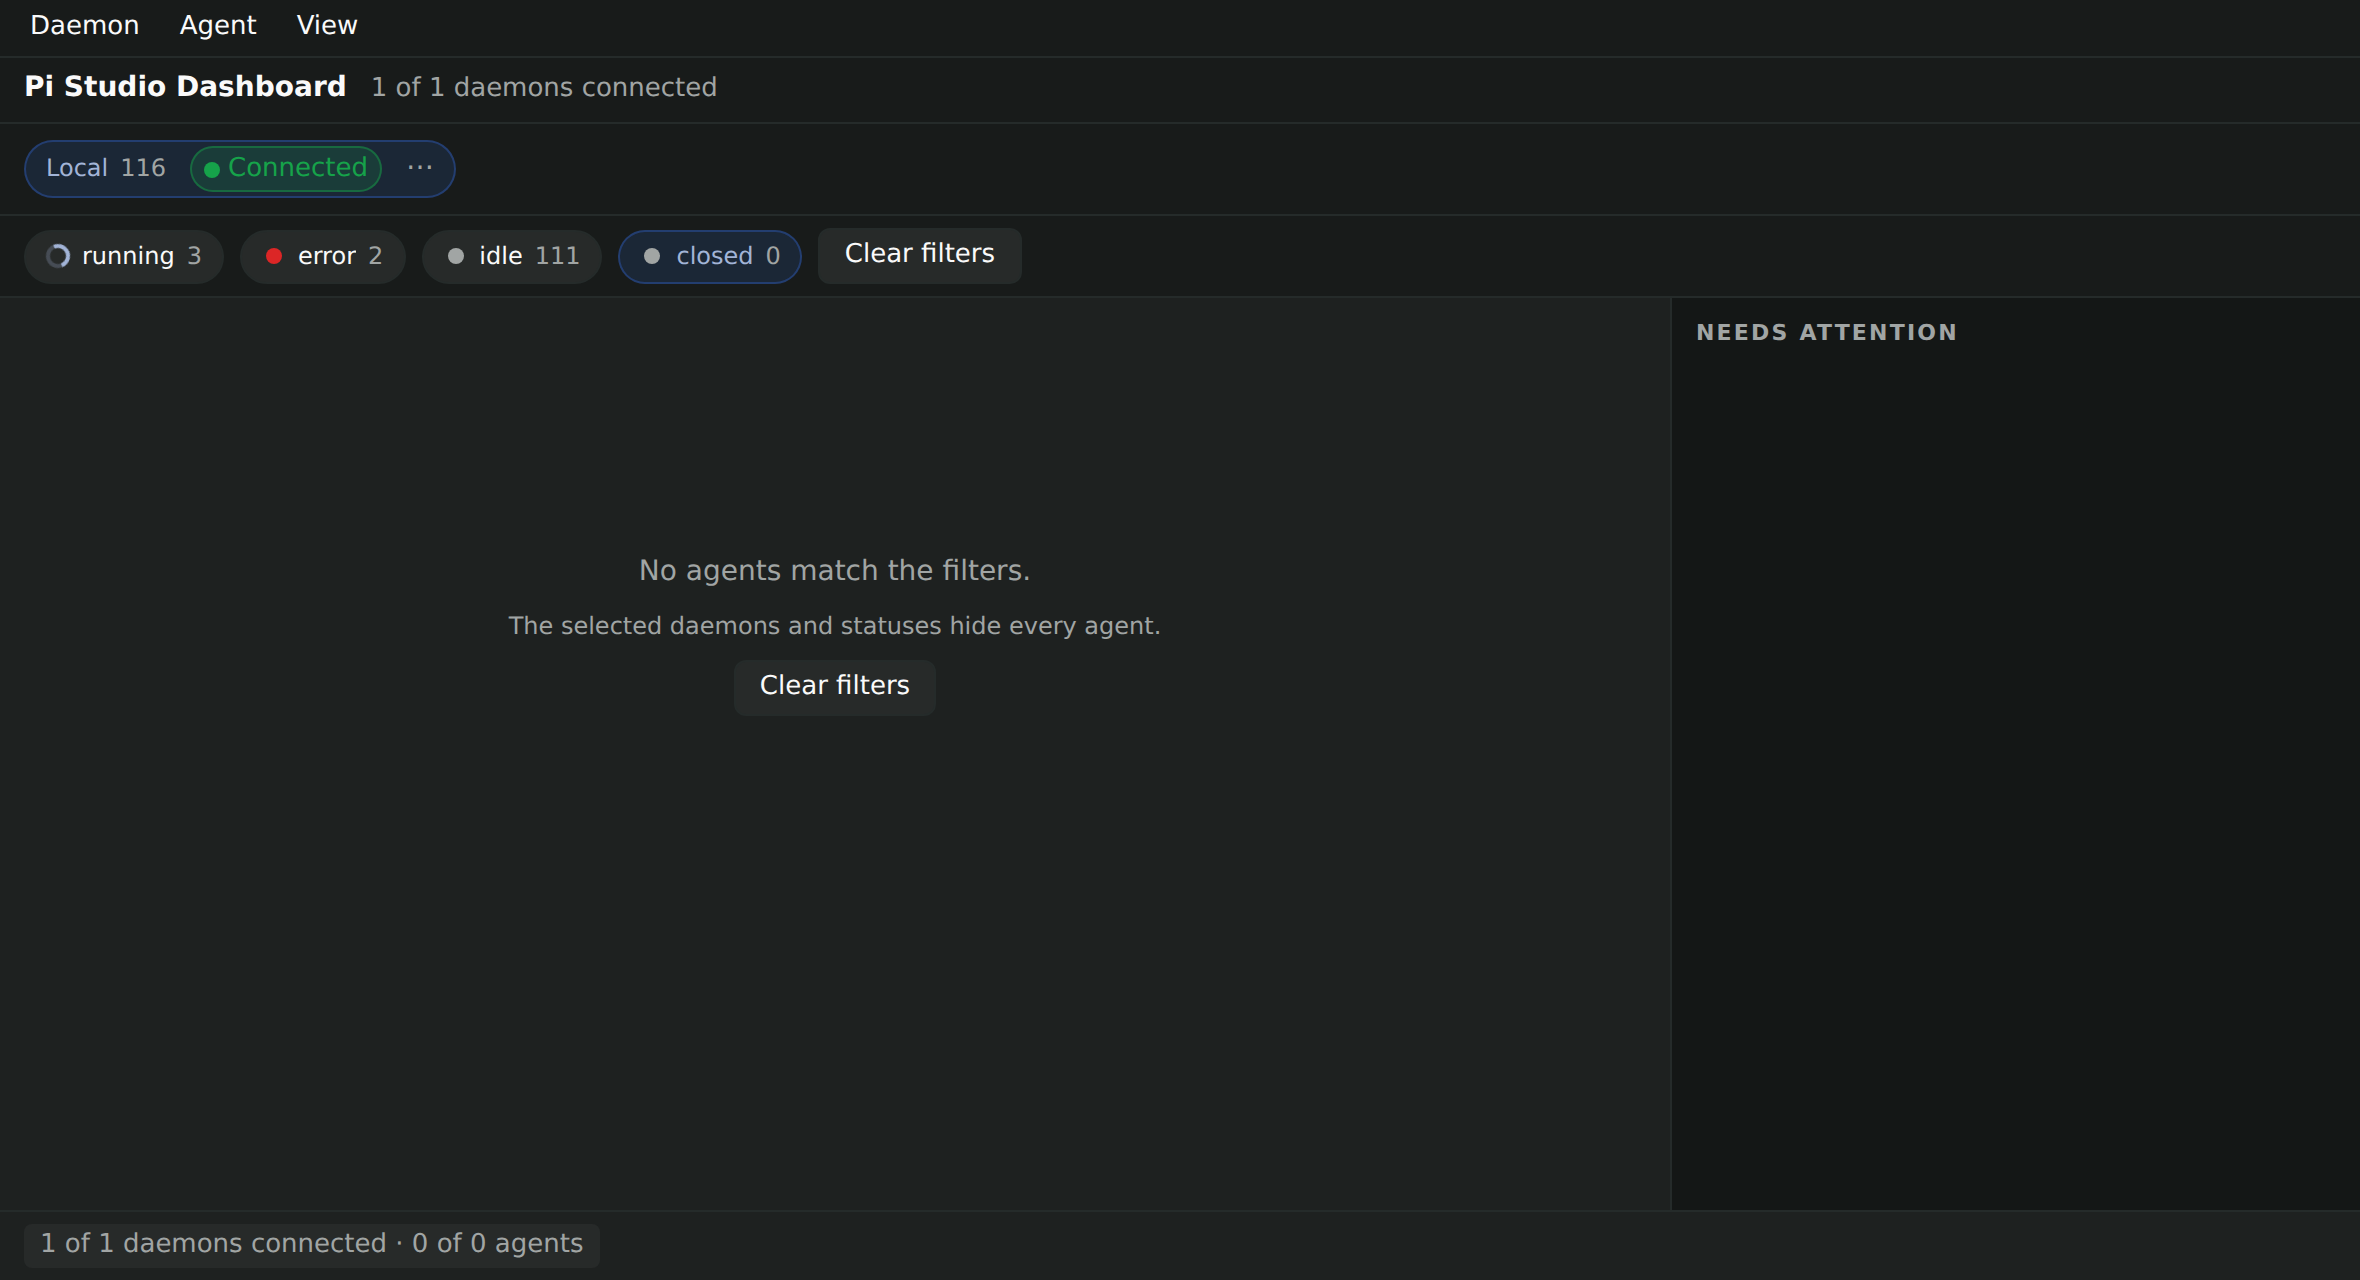 Daemon Agent View
Pi Studio Dashboard 1 of 1 daemons connected
Local 116 Connected ···
running 3 error 2 idle 111 closed 0 Clear filters
NEEDS ATTENTION
No agents match the filters.
The selected daemons and statuses hide every agent.
Clear filters
1 of 1 daemons connected · 0 of 0 agents